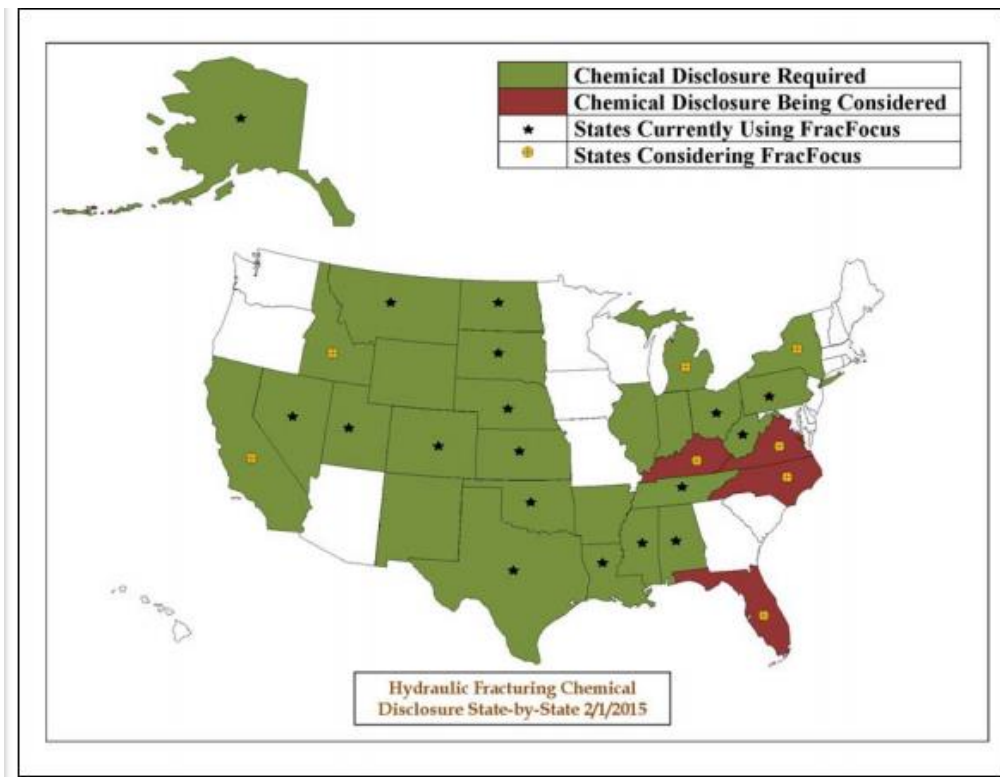 Chemical Disclosure Required
Chemical Disclosure Being Considered
States Currently Using FracFocus
States Considering FracFocus
Hydraulic Fracturing Chemical
Disclosure State-by-State 2/1/2015